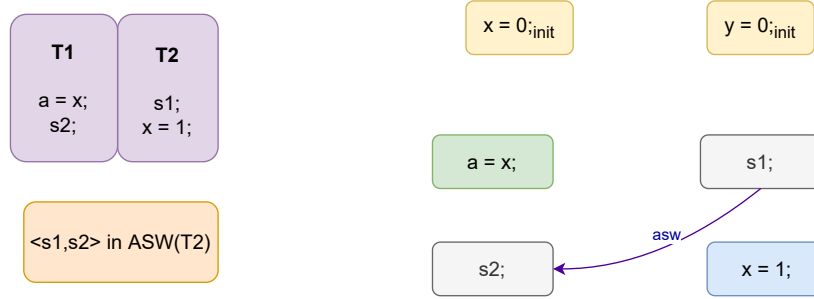 T1
a = x;
s2;
T2
s1;
x = 1;
<s1,s2> in ASW(T2)
x = 0;init
y = 0;init
a = x;
s1;
asw
s2;
x = 1;